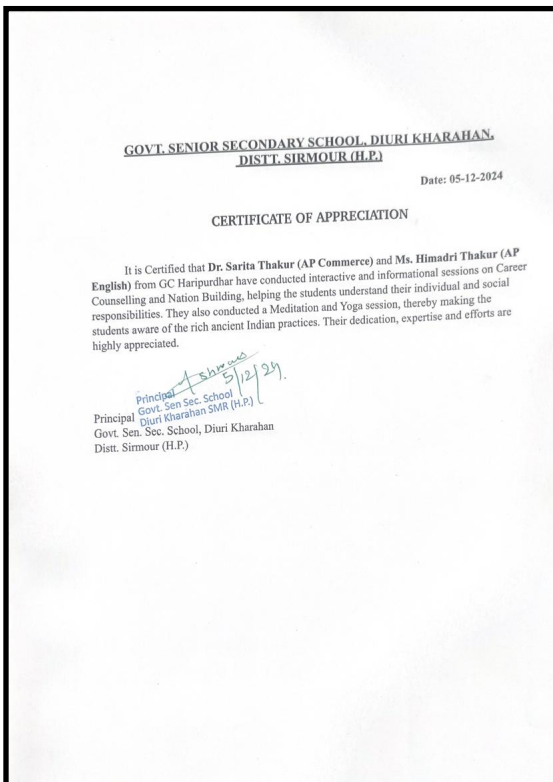 GOVT. SENIOR SECONDARY SCHOOL, DIURI KHARAHAN,
DISTT. SIRMOUR (H.P.)
Date: 05-12-2024
CERTIFICATE OF APPRECIATION
It is Certified that Dr. Sarita Thakur (AP Commerce) and Ms. Himadri Thakur (AP
English) from GC Haripurdhar have conducted interactive and informational sessions on Career
Counselling and Nation Building, helping the students understand their individual and social
responsibilities. They also conducted a Meditation and Yoga session, thereby making the
students aware of the rich ancient Indian practices. Their dedication, expertise and efforts are
highly appreciated.
5/12/24.
Principal
Govt. Sen Sec. School
Diuri Kharahan SMR (H.P.)
Principal
Govt. Sen. Sec. School, Diuri Kharahan
Distt. Sirmour (H.P.)